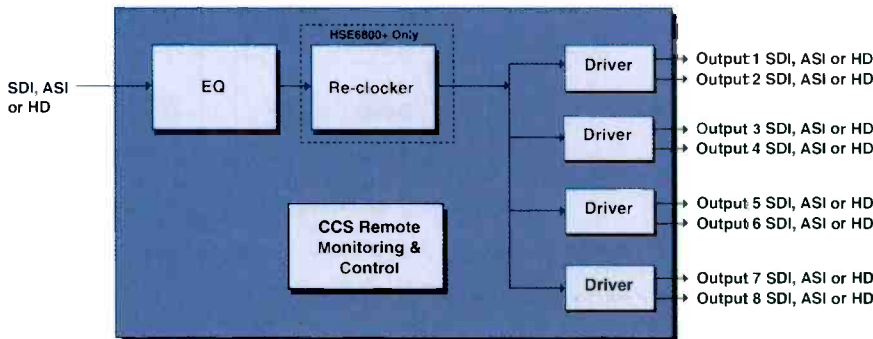 HSE6800+ Only
SDI, ASI
or HD
EQ
Re-clocker
CCS Remote
Monitoring &
Control
Driver
Output 1 SDI, ASI or HD
Output 2 SDI, ASI or HD
Driver
Output 3 SDI, ASI or HD
Output 4 SDI, ASI or HD
Driver
Output 5 SDI, ASI or HD
Output 6 SDI, ASI or HD
Driver
Output 7 SDI, ASI or HD
Output 8 SDI, ASI or HD